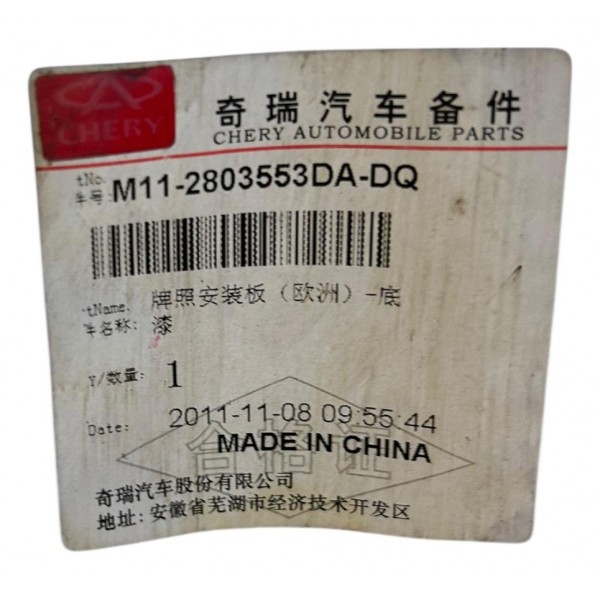 CHERY
奇瑞汽车备件
CHERY AUTOMOBILE PARTS
tNo.
件号: M11-2803553DA-DQ
tName. 牌照安装板（欧洲）-底
件名称: 漆
Y/数量: 1
Date: 2011-11-08 09:55:44
合格证
MADE IN CHINA
奇瑞汽车股份有限公司
地址: 安徽省芜湖市经济技术开发区